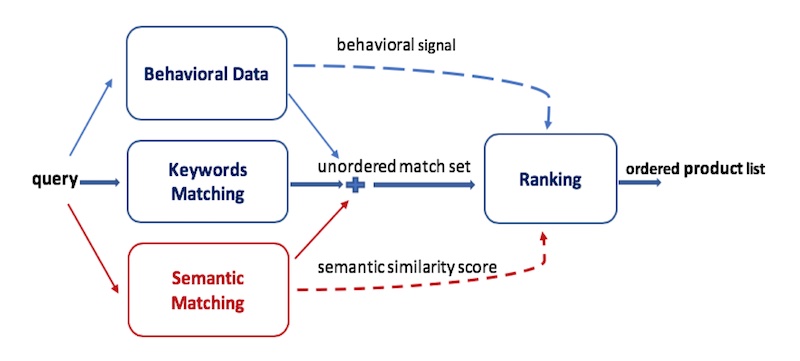 behavioral signal
Behavioral Data
query
Keywords
Matching
unordered match set
Ranking
ordered product list
Semantic
Matching
semantic similarity score